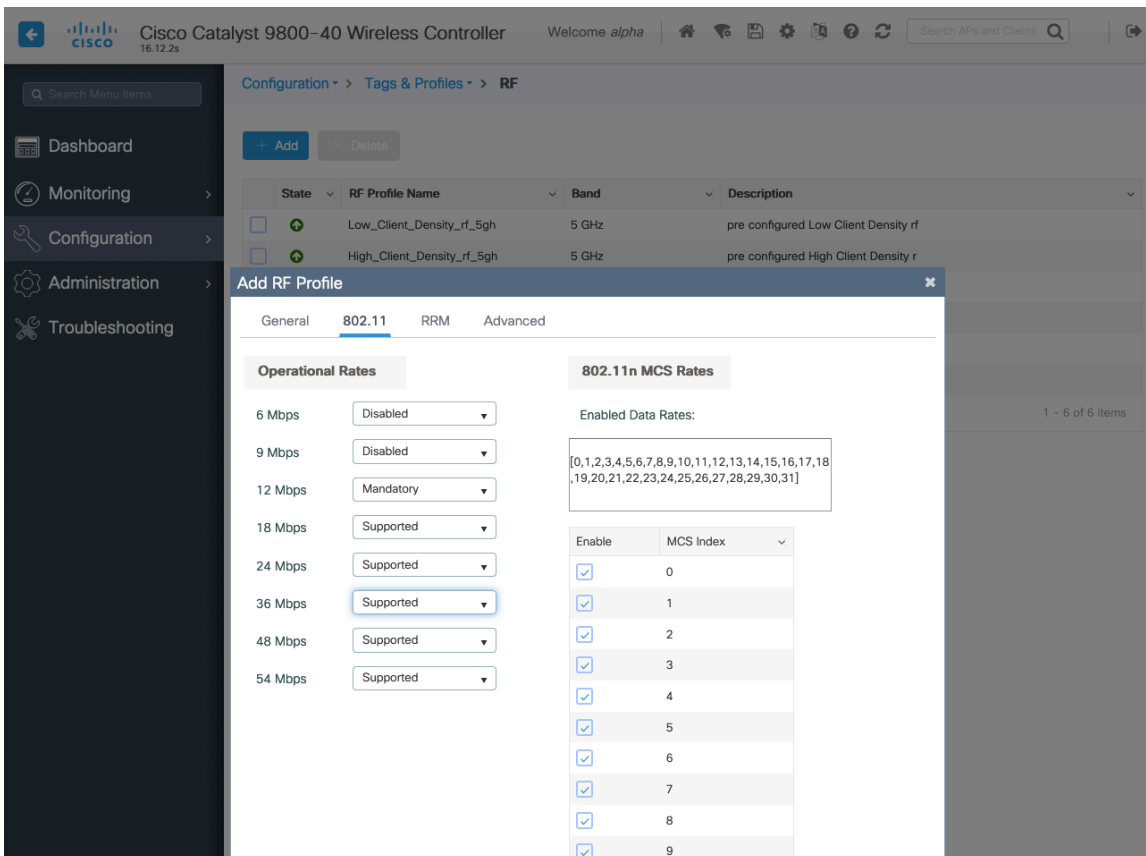 CISCO
Cisco Catalyst 9800-40 Wireless Controller
16.12.2s
Welcome alpha
Search APs and Clients
Search Menu Items
Dashboard
Monitoring
Configuration
Administration
Troubleshooting
Configuration > Tags & Profiles > RF
+ Add
× Delete
State RF Profile Name Band Description
Low_Client_Density_rf_5gh 5 GHz pre configured Low Client Density rf
High_Client_Density_rf_5gh 5 GHz pre configured High Client Density r
1 - 6 of 6 items
Add RF Profile
General 802.11 RRM Advanced
Operational Rates
6 Mbps Disabled
9 Mbps Disabled
12 Mbps Mandatory
18 Mbps Supported
24 Mbps Supported
36 Mbps Supported
48 Mbps Supported
54 Mbps Supported
802.11n MCS Rates
Enabled Data Rates:
[0,1,2,3,4,5,6,7,8,9,10,11,12,13,14,15,16,17,18
,19,20,21,22,23,24,25,26,27,28,29,30,31]
Enable MCS Index
0
1
2
3
4
5
6
7
8
9